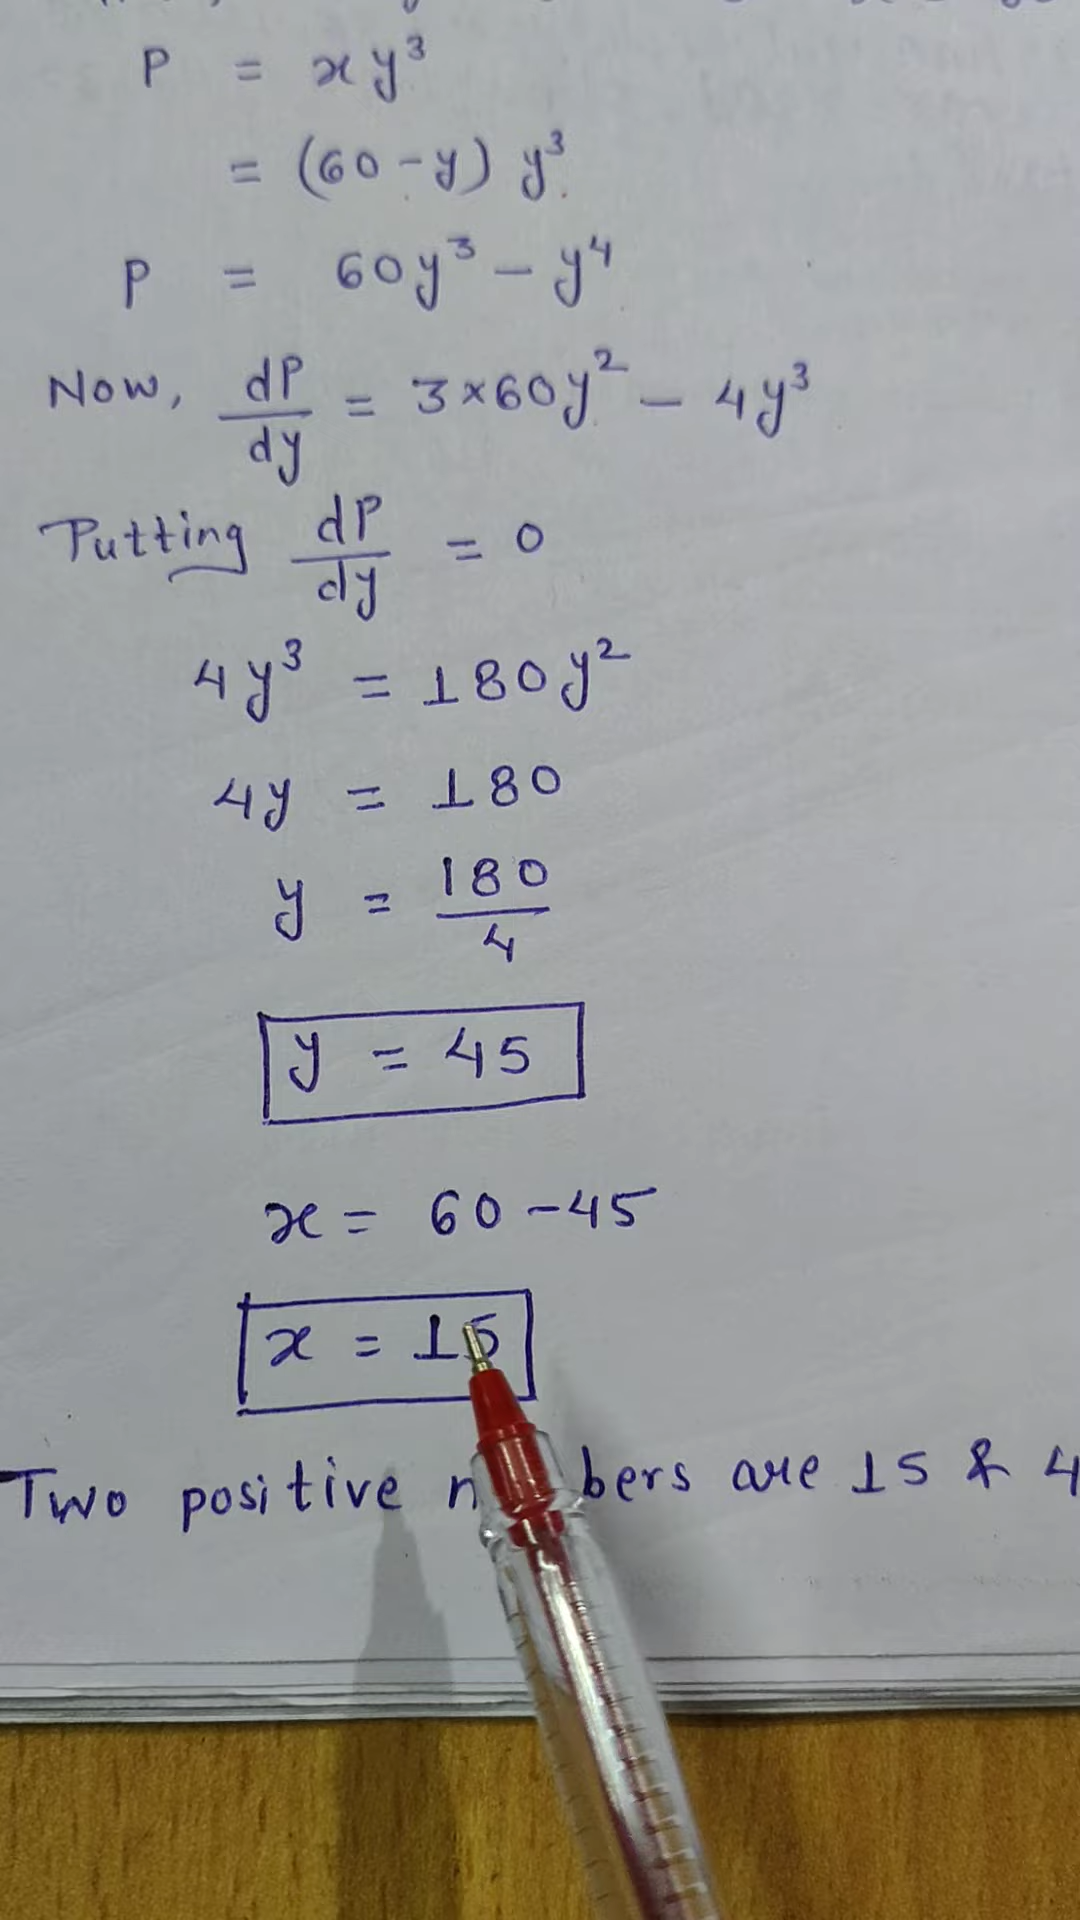 P = xy³
= (60-y) y³
P = 60y³ - y⁴
Now, dP/dy = 3×60y² - 4y³
Putting dP/dy = 0
4y³ = 180y²
4y = 180
y = 180/4
y = 45
x = 60-45
x = 15
Two positive are 15 & 4